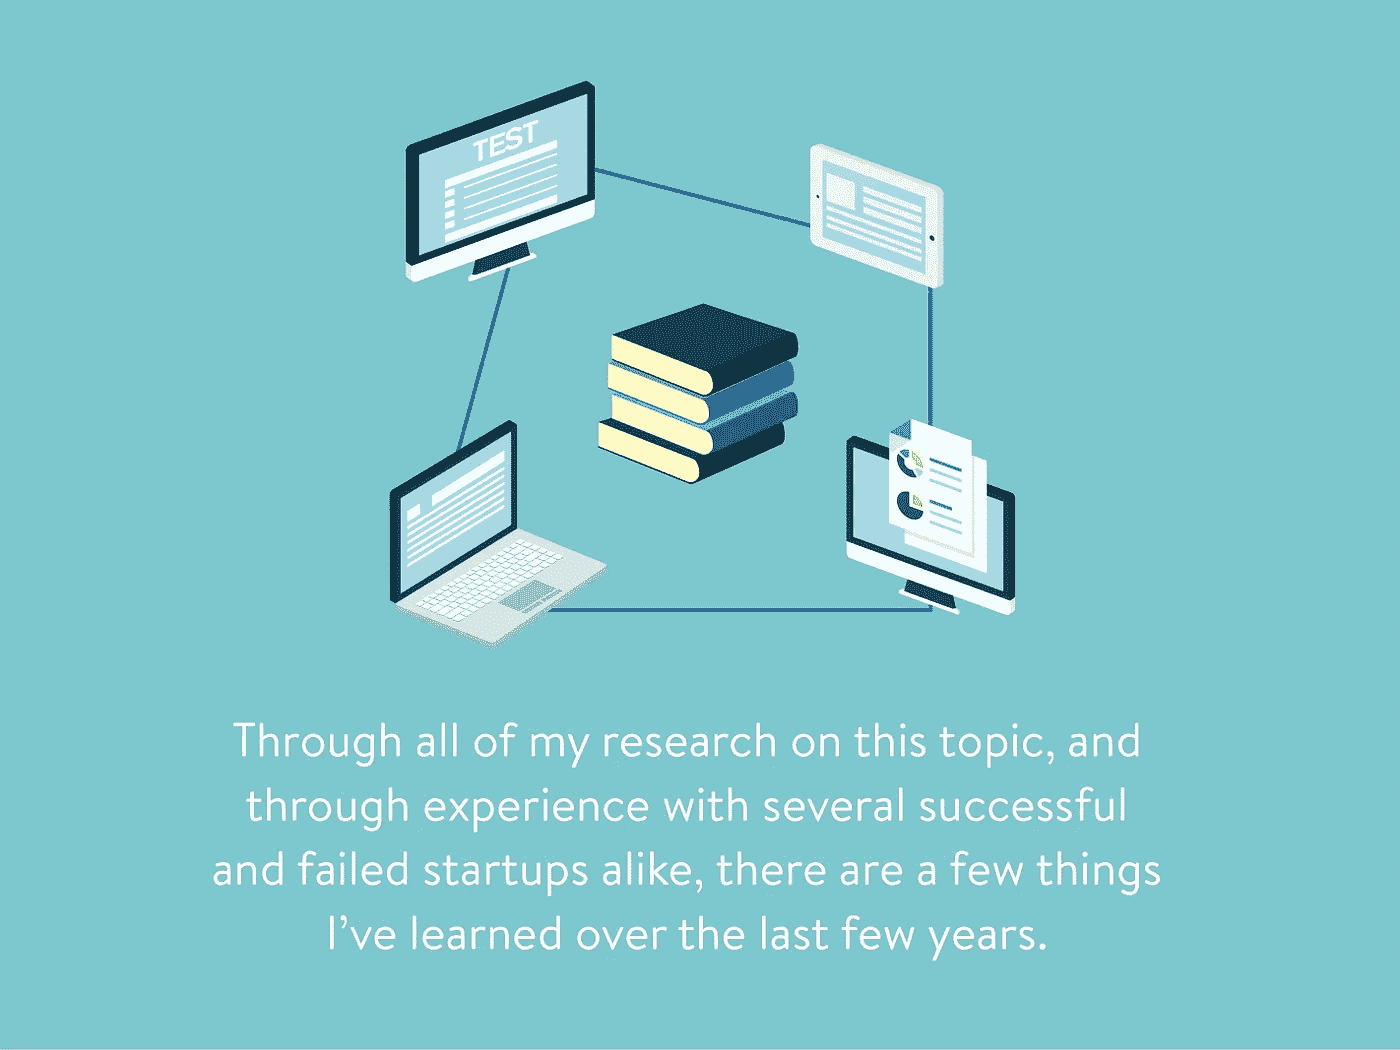 TEST
Through all of my research on this topic, and
through experience with several successful
and failed startups alike, there are a few things
I’ve learned over the last few years.